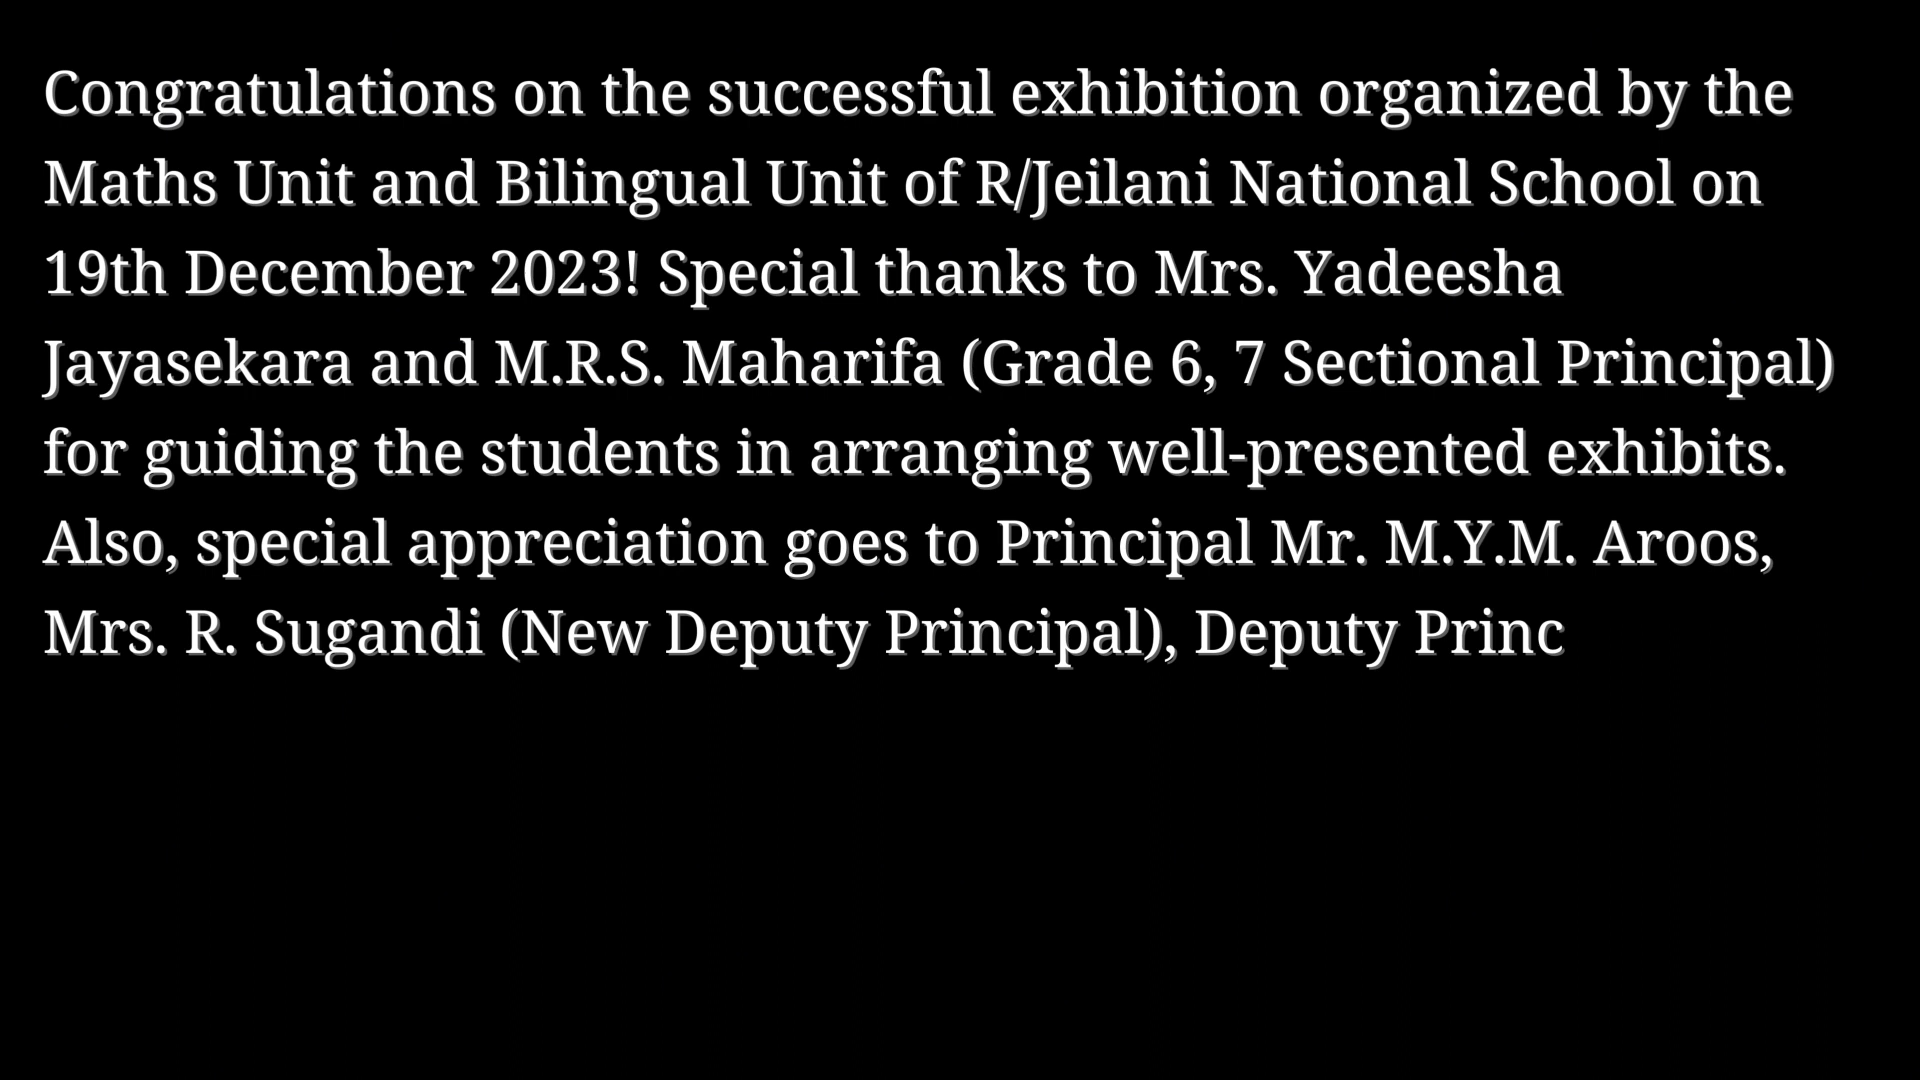 Congratulations on the successful exhibition organized by the
Maths Unit and Bilingual Unit of R/Jeilani National School on
19th December 2023! Special thanks to Mrs. Yadeesha
Jayasekara and M.R.S. Maharifa (Grade 6, 7 Sectional Principal)
for guiding the students in arranging well-presented exhibits.
Also, special appreciation goes to Principal Mr. M.Y.M. Aroos,
Mrs. R. Sugandi (New Deputy Principal), Deputy Princ